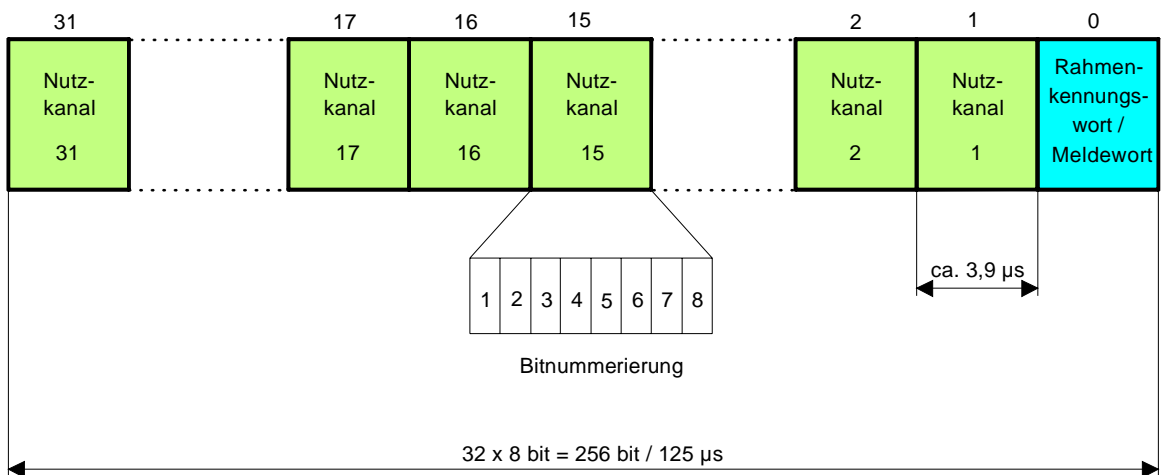 31 17 16 15 2 1 0
Nutz-
kanal
31
Nutz-
kanal
17
Nutz-
kanal
16
Nutz-
kanal
15
Nutz-
kanal
2
Nutz-
kanal
1
Rahmen-
kennungs-
wort /
Meldewort
ca. 3,9 µs
1 2 3 4 5 6 7 8
Bitnummerierung
32 x 8 bit = 256 bit / 125 µs